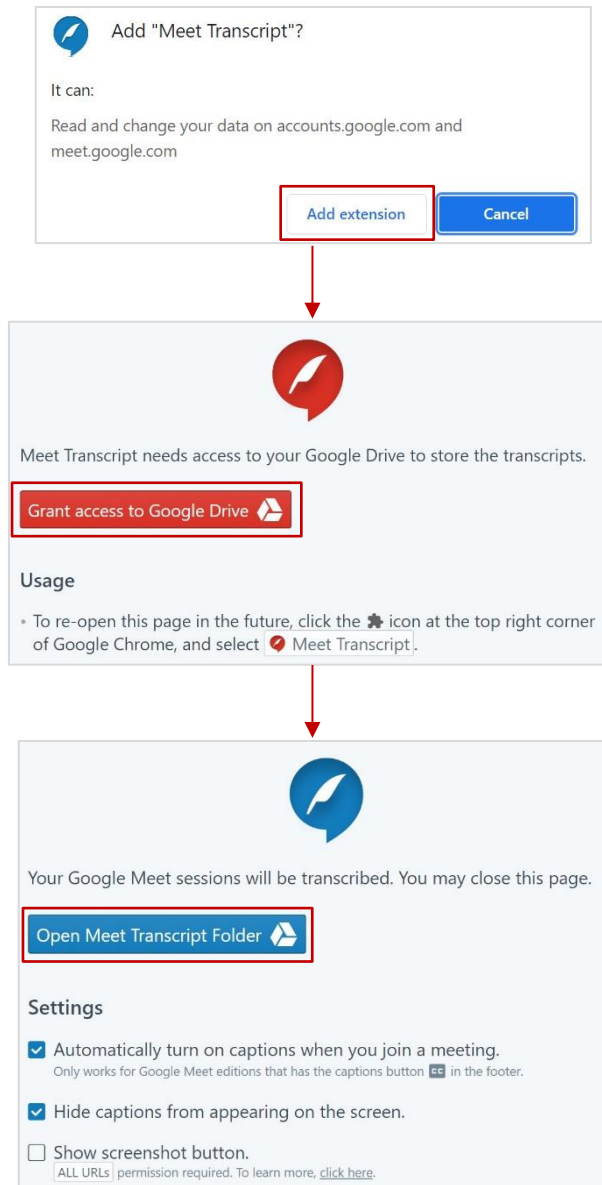 Add "Meet Transcript"?
It can:
Read and change your data on accounts.google.com and
meet.google.com
Add extension
Cancel
Meet Transcript needs access to your Google Drive to store the transcripts.
Grant access to Google Drive
Usage
• To re-open this page in the future, click the icon at the top right corner
of Google Chrome, and select Meet Transcript.
Your Google Meet sessions will be transcribed. You may close this page.
Open Meet Transcript Folder
Settings
Automatically turn on captions when you join a meeting.
Only works for Google Meet editions that has the captions button CC in the footer.
Hide captions from appearing on the screen.
Show screenshot button.
ALL URLs permission required. To learn more, click here.